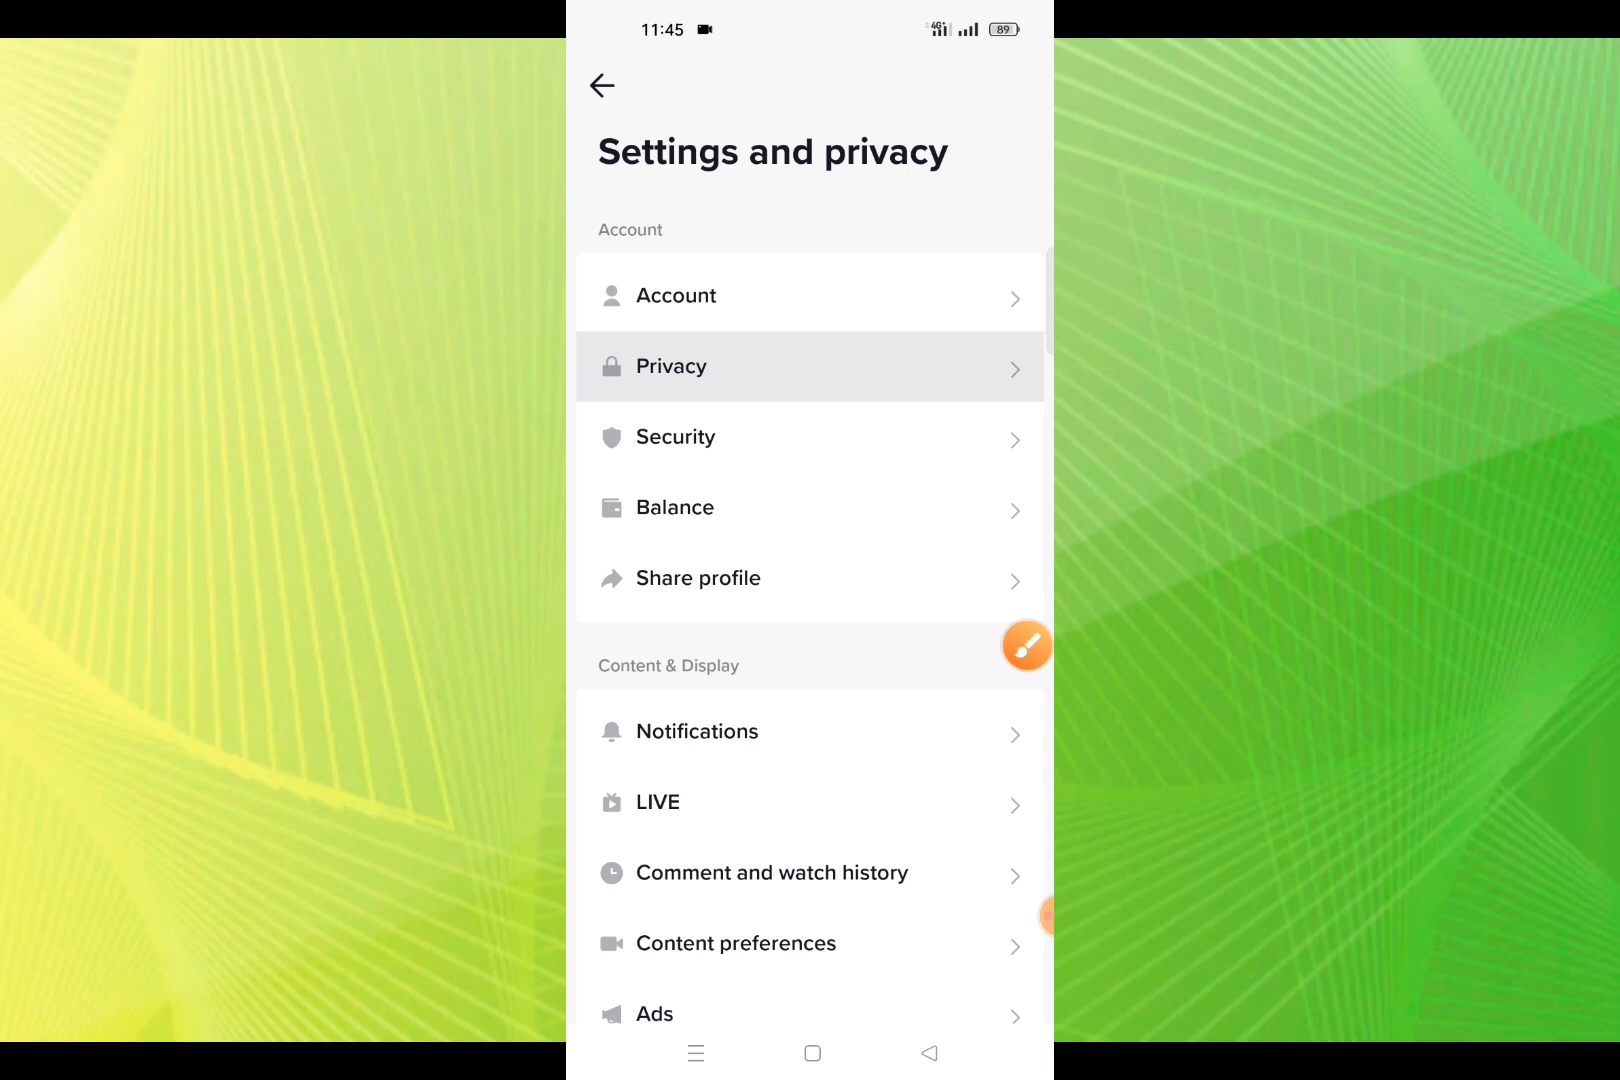 11:45
4G+
89
Settings and privacy
Account
Account
Privacy
Security
Balance
Share profile
Content & Display
Notifications
LIVE
Comment and watch history
Content preferences
Ads